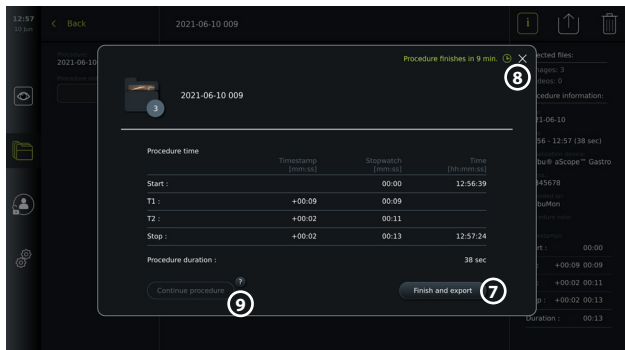 12:57
10 Jun
Back
2021-06-10 009
i
Procedure
2021-06-10
Procedure finishes in 9 min.
8
2021-06-10 009
3
Procedure time
Timestamp [mm:ss]
Stopwatch [mm:ss]
Time [hh:mm:ss]
Start : 00:00 12:56:39
T1 : +00:09 00:09
T2 : +00:02 00:11
Stop : +00:02 00:13 12:57:24
Procedure duration : 38 sec
Continue procedure
?
9
Finish and export
7
ected files:
ages: 3
deos: 0
cedure information:
21-06-10
56 - 12:57 (38 sec)
bu® aScope™ Gastro
345678
buMon
rt : 00:00
+00:09 00:09
+00:02 00:11
p : +00:02 00:13
Duration : 00:13